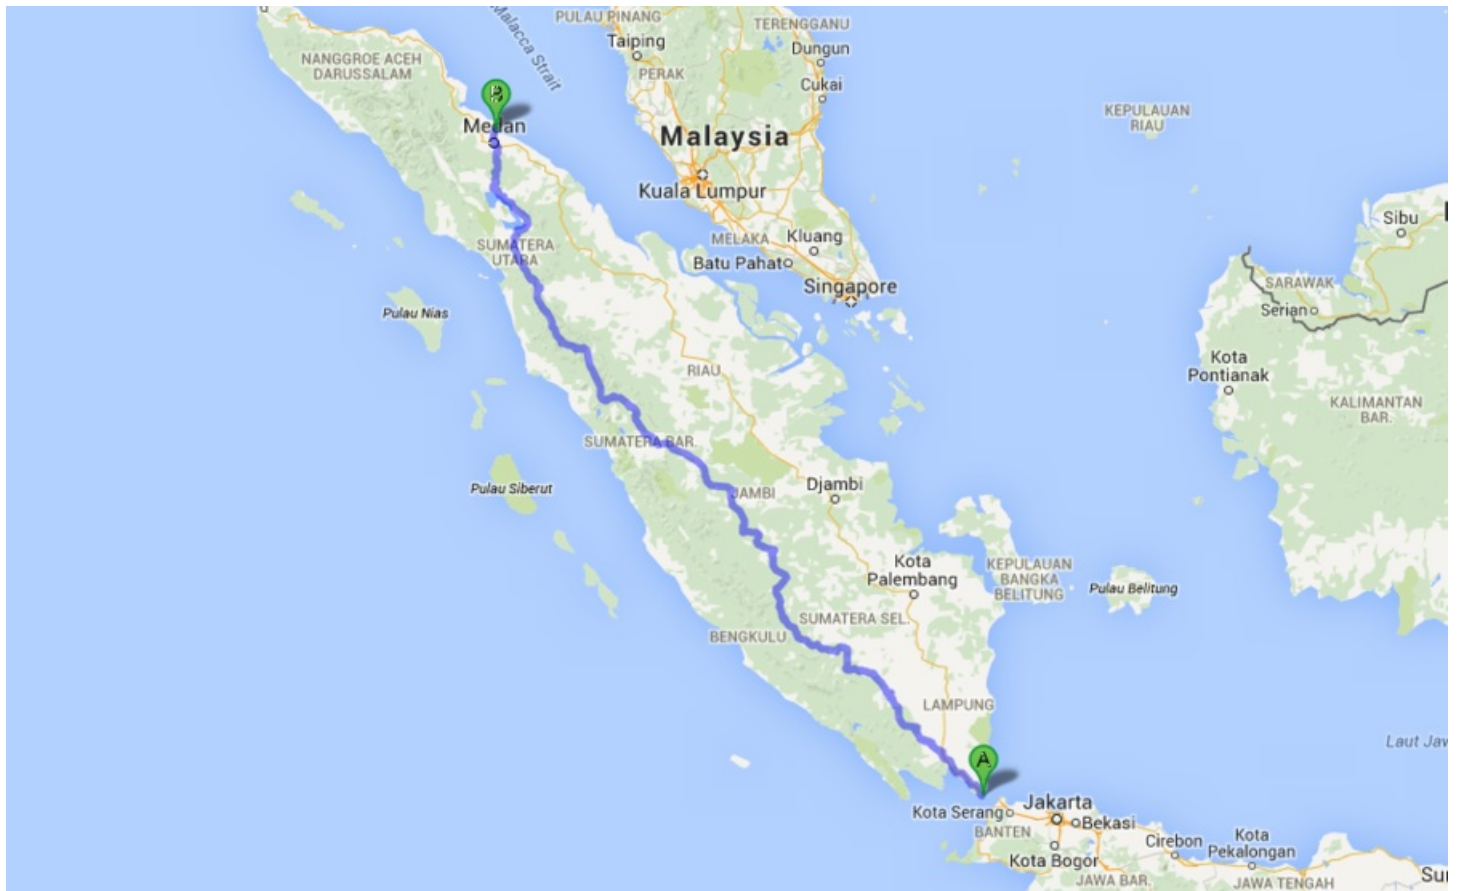 PULAU PINANG
TERENGGANU
Malacca Strait
Taiping
Dungun
NANGGROE ACEH
DARUSSALAM
PERAK
Cukai
B
KEPULAUAN
RIAU
Medan
Malaysia
Kuala Lumpur
Sibu
MELAKA
Kluang
SUMATERA
UTARA
Batu Pahat
Singapore
SARAWAK
Serian
Pulau Nias
Kota
Pontianak
RIAU
KALIMANTAN
BAR.
SUMATERA BAR.
Pulau Siberut
JAMBI
Djambi
Kota
Palembang
KEPULAUAN
BANGKA
BELITUNG
Pulau Belitung
SUMATERA SEL.
BENGKULU
LAMPUNG
Laut Jaw
A
Kota Serang
Jakarta
Bekasi
BANTEN
Cirebon
Kota
Pekalongan
Kota Bogor
JAWA BAR.
JAWA TENGAH
Sur